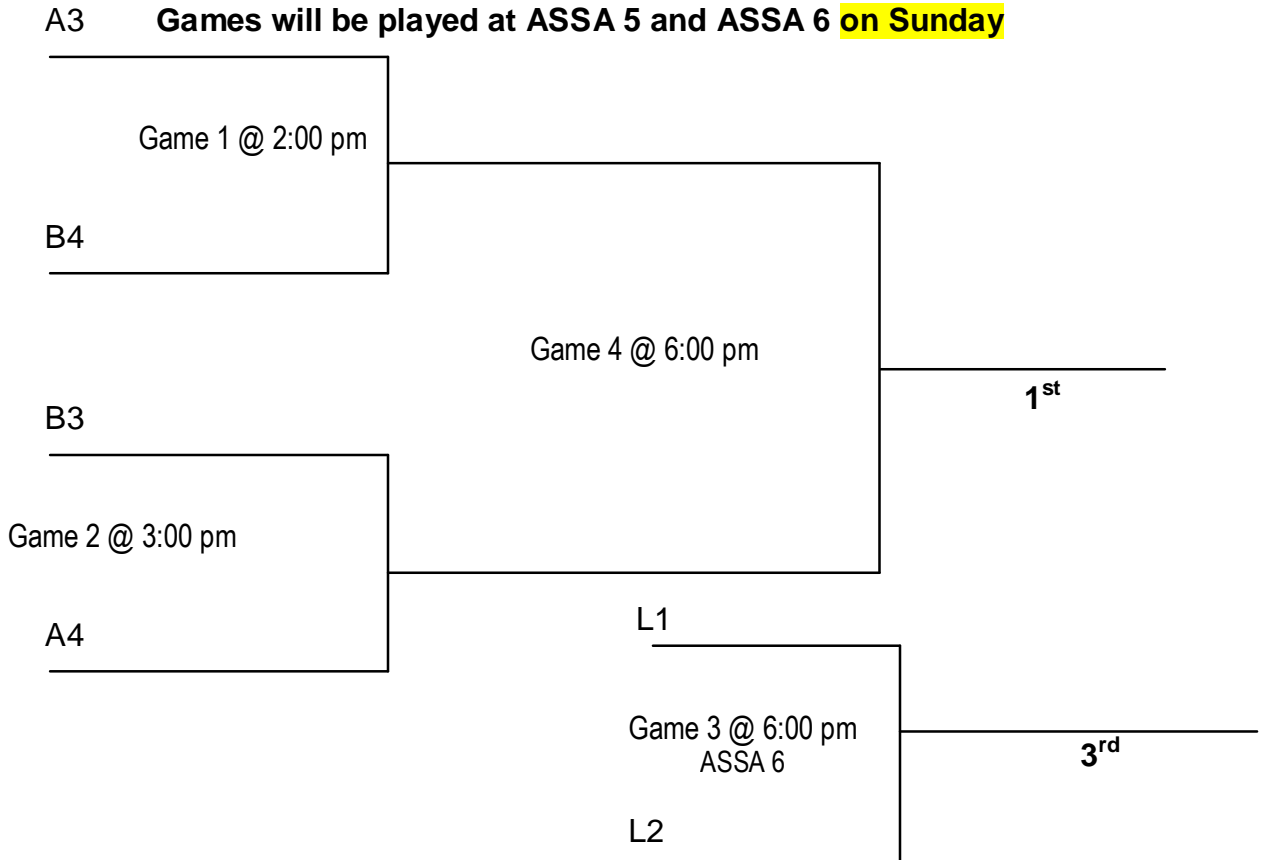 A3 Games will be played at ASSA 5 and ASSA 6 on Sunday
Game 1 @ 2:00 pm
B4
Game 4 @ 6:00 pm
1st
B3
Game 2 @ 3:00 pm
L1
A4
Game 3 @ 6:00 pm
ASSA 6
3rd
L2